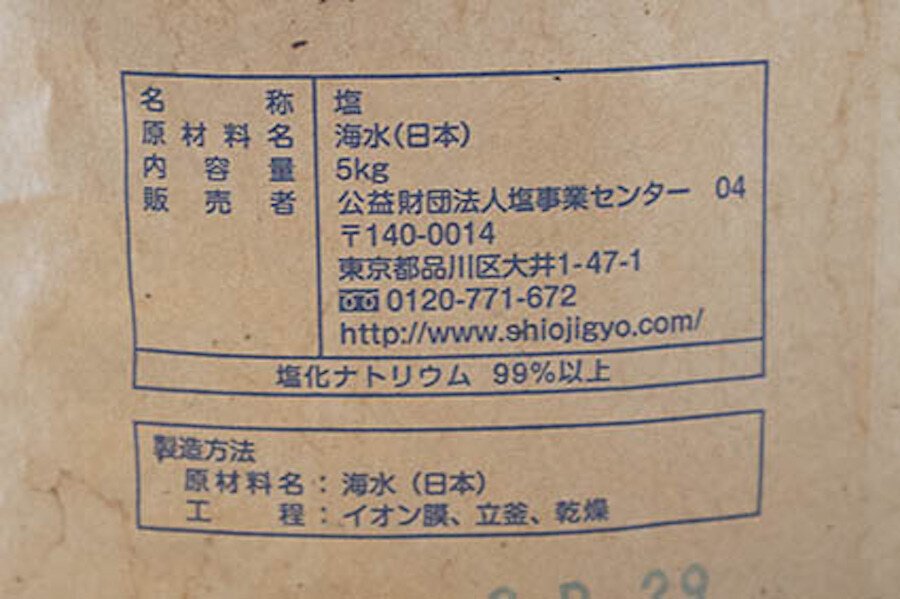 名称 塩
原材料名 海水(日本)
内容量 5kg
販売者 公益財団法人塩事業センター 04
〒140-0014
東京都品川区大井1-47-1
0120-771-672
http://www.shiojigyo.com/
塩化ナトリウム 99%以上
製造方法
原材料名：海水（日本）
工程：イオン膜、立釜、乾燥